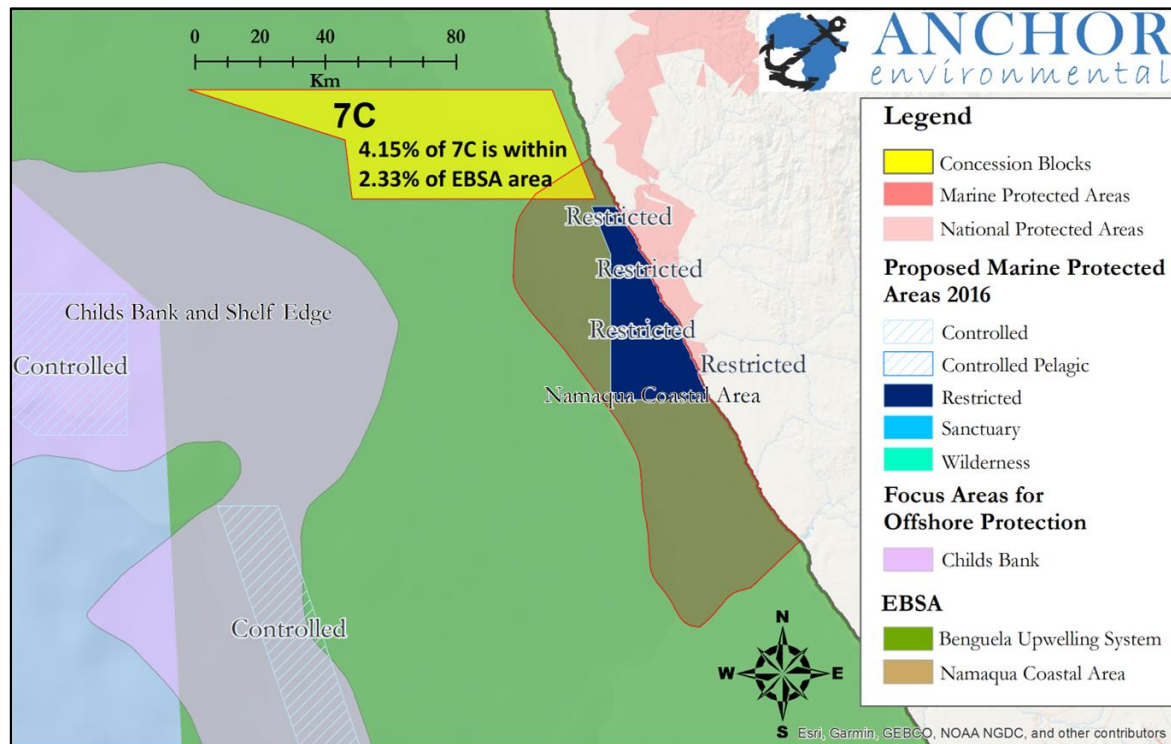 0 20 40 80
Km
ANCHOR
environmental
7C
4.15% of 7C is within
2.33% of EBSA area
Restricted
Restricted
Restricted
Restricted
Namaqua Coastal Area
Childs Bank and Shelf Edge
Controlled
Controlled
Legend
Concession Blocks
Marine Protected Areas
National Protected Areas
Proposed Marine Protected
Areas 2016
Controlled
Controlled Pelagic
Restricted
Sanctuary
Wilderness
Focus Areas for
Offshore Protection
Childs Bank
EBSA
Benguela Upwelling System
Namaqua Coastal Area
N
W E
S
Esri, Garmin, GEBCO, NOAA NGDC, and other contributors